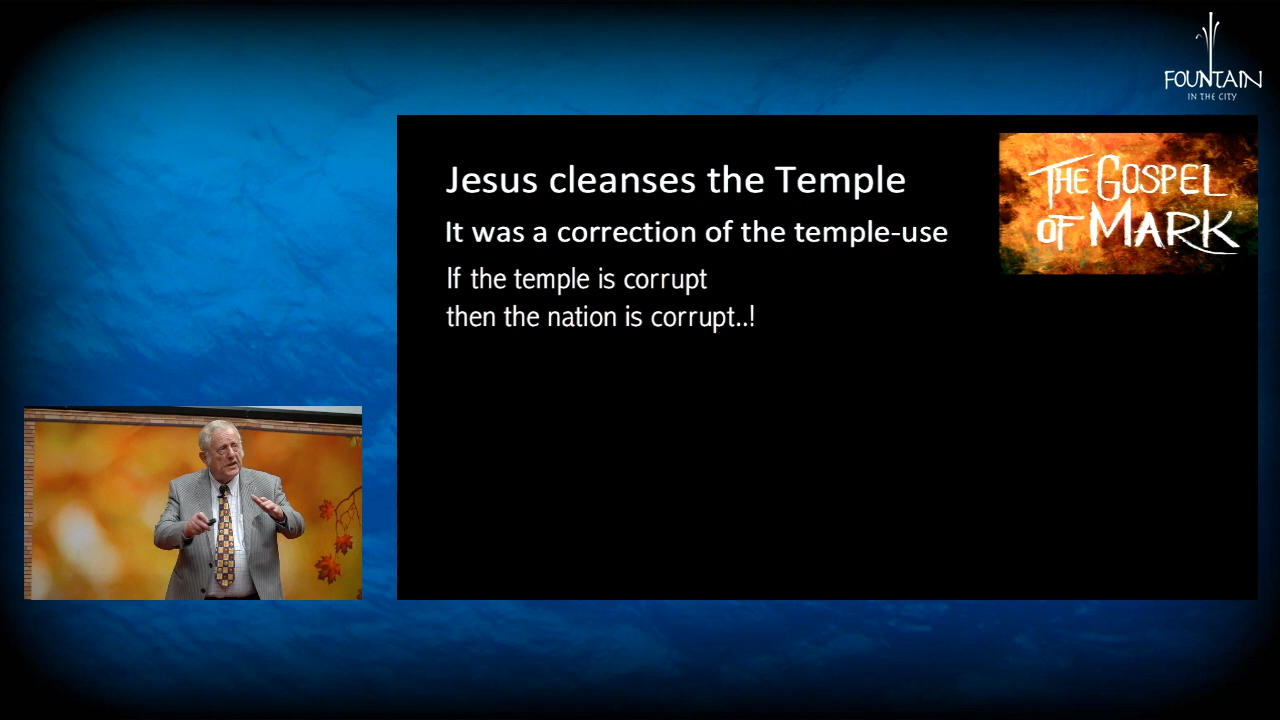 FOUNTAIN
IN THE CITY
Jesus cleanses the Temple
It was a correction of the temple-use
If the temple is corrupt
then the nation is corrupt..!
THE GOSPEL
OF MARK